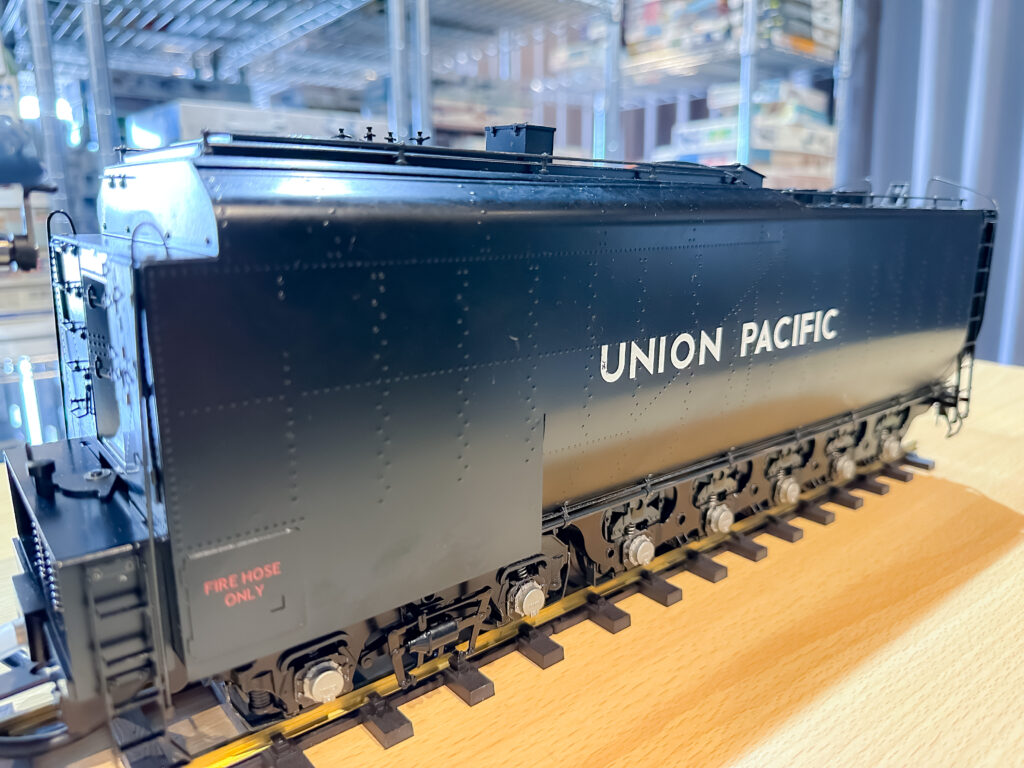 UNION PACIFIC
FIRE HOSE
ONLY